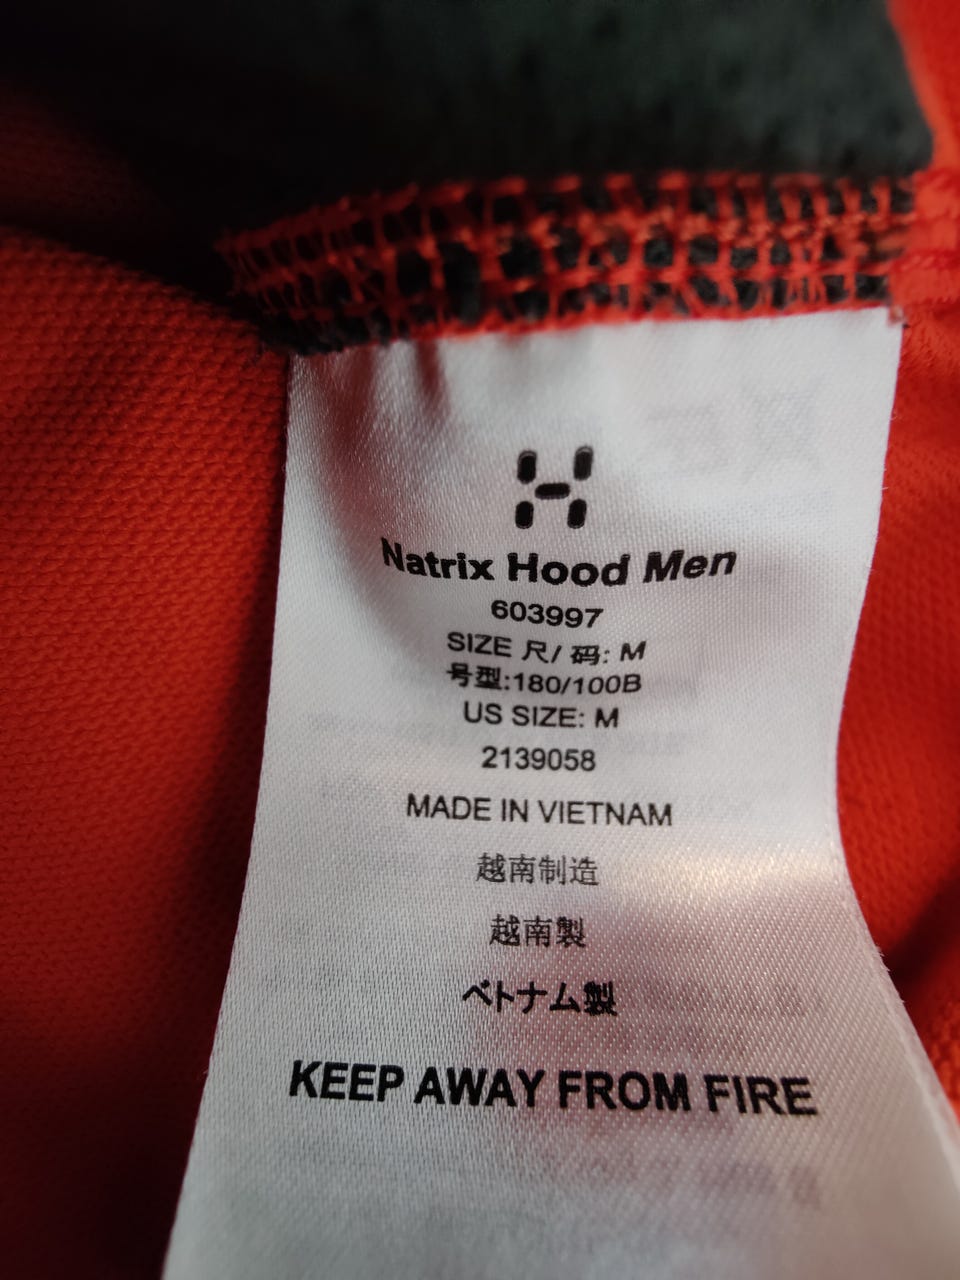 Natrix Hood Men
603997
SIZE 尺/ 码: M
号型:180/100B
US SIZE: M
2139058
MADE IN VIETNAM
越南制造
越南製
ベトナム製
KEEP AWAY FROM FIRE